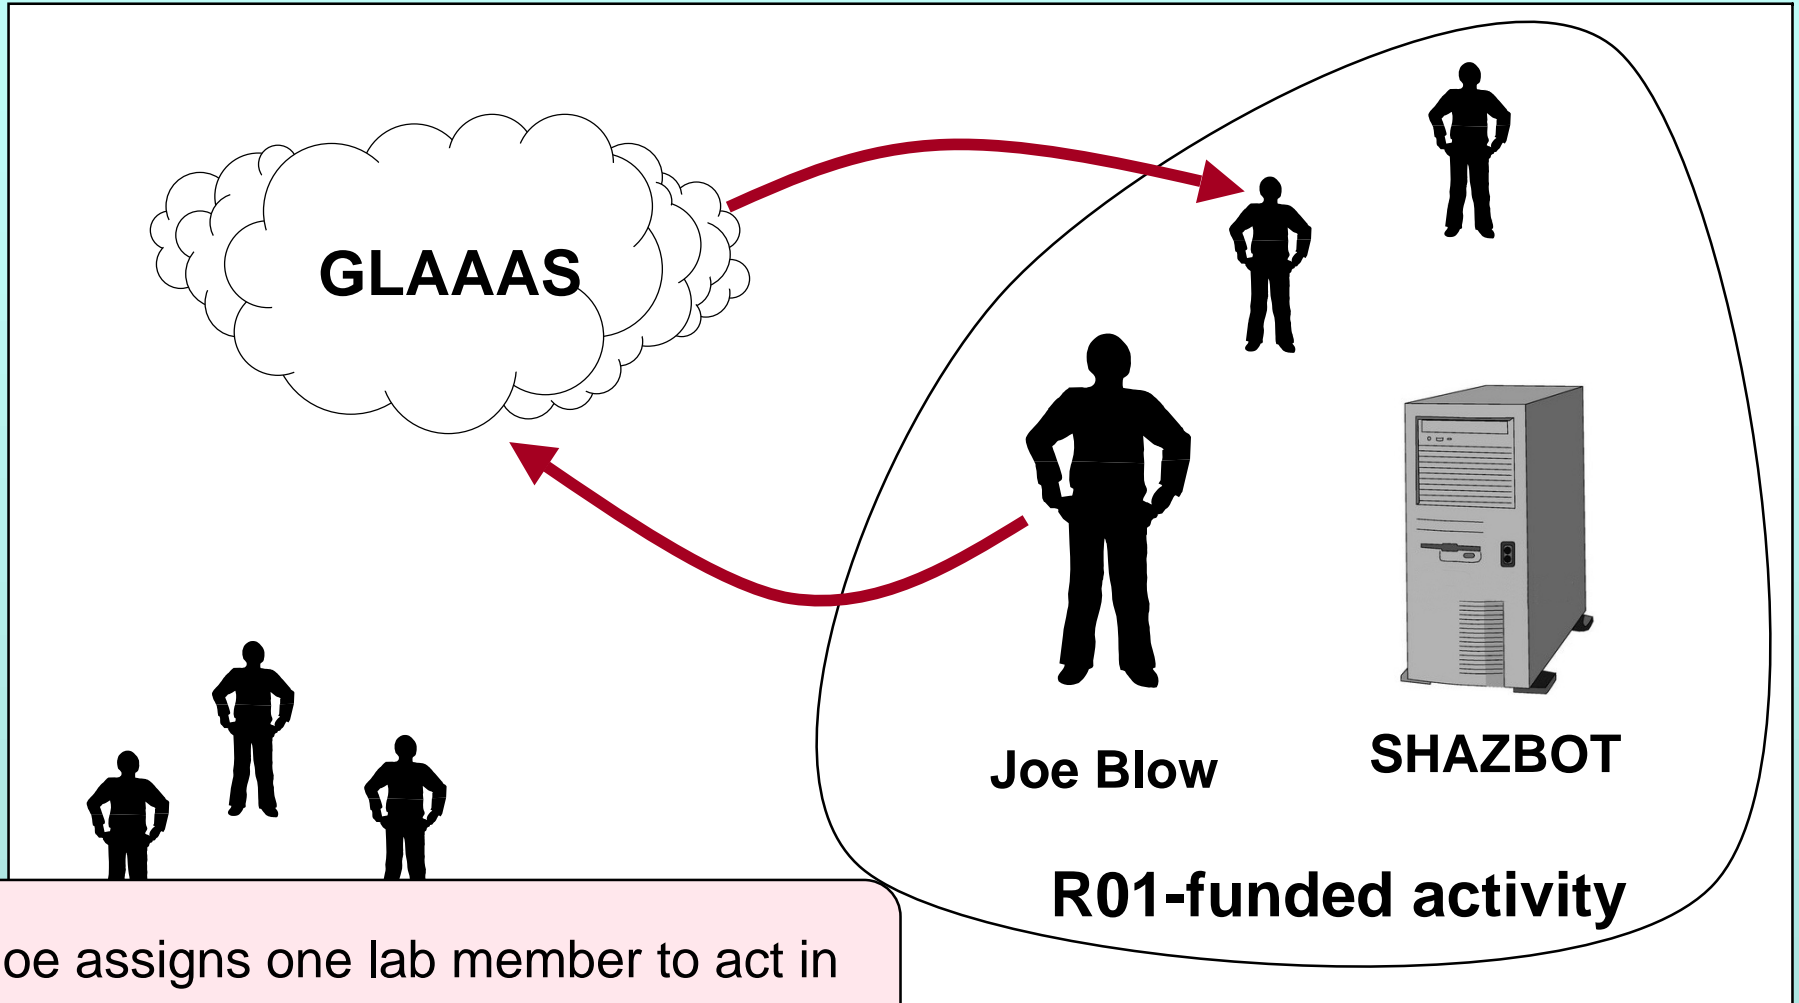 GLAAAS
Joe Blow
SHAZBOT
R01-funded activity
oe assigns one lab member to act in